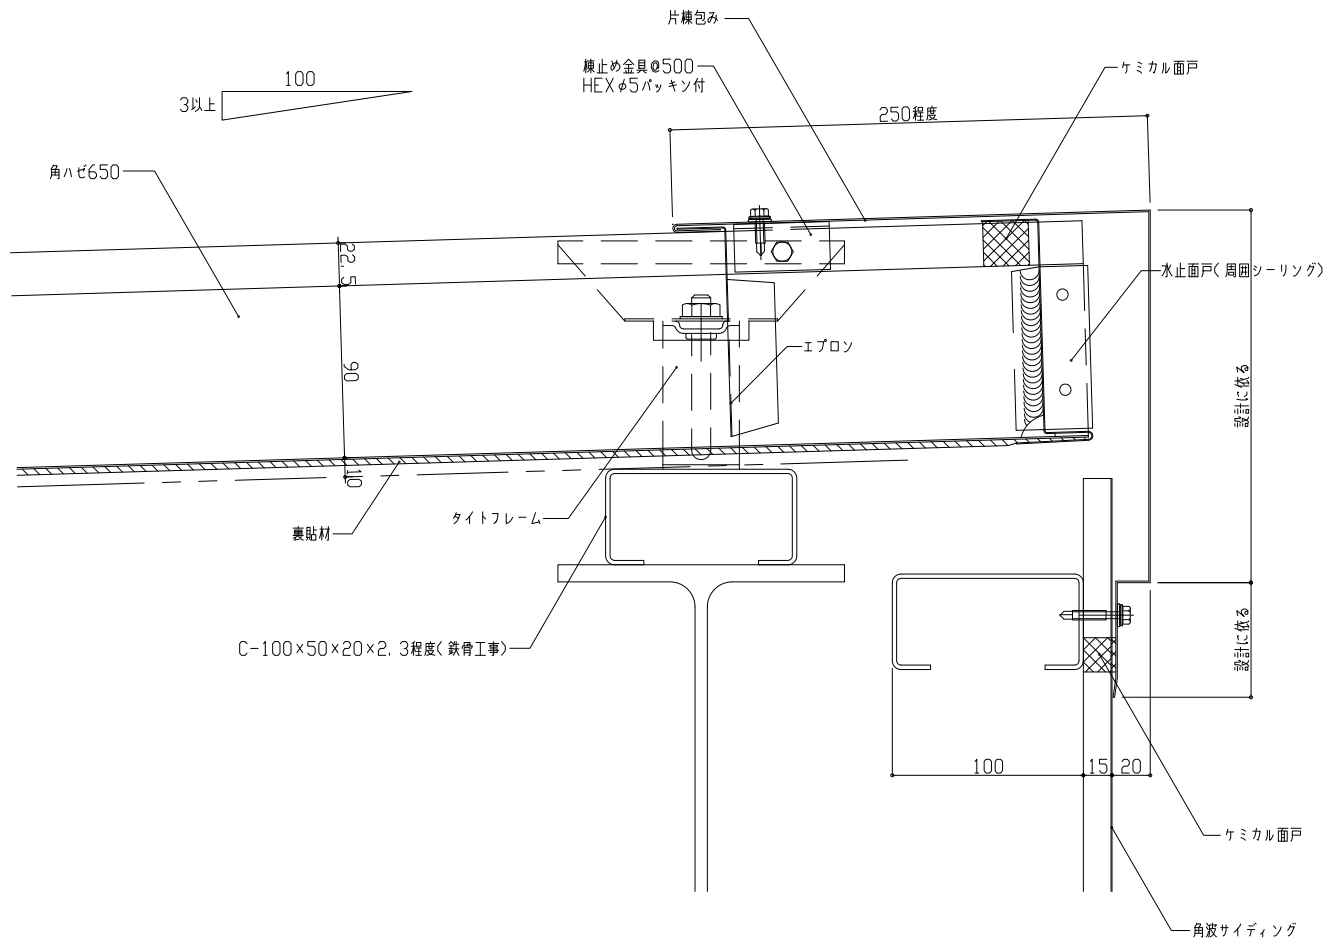 片棟包み
棟止め金具@500
HEXφ5パッキン付
ケミカル面戸
100
3以上
250程度
角ハゼ650
22.5
水止面戸(周囲シーリング)
エプロン
90
設計に依る
10
タイトフレーム
裏貼材
C-100×50×20×2.3程度(鉄骨工事)
設計に依る
100
15
20
ケミカル面戸
角波サイディング